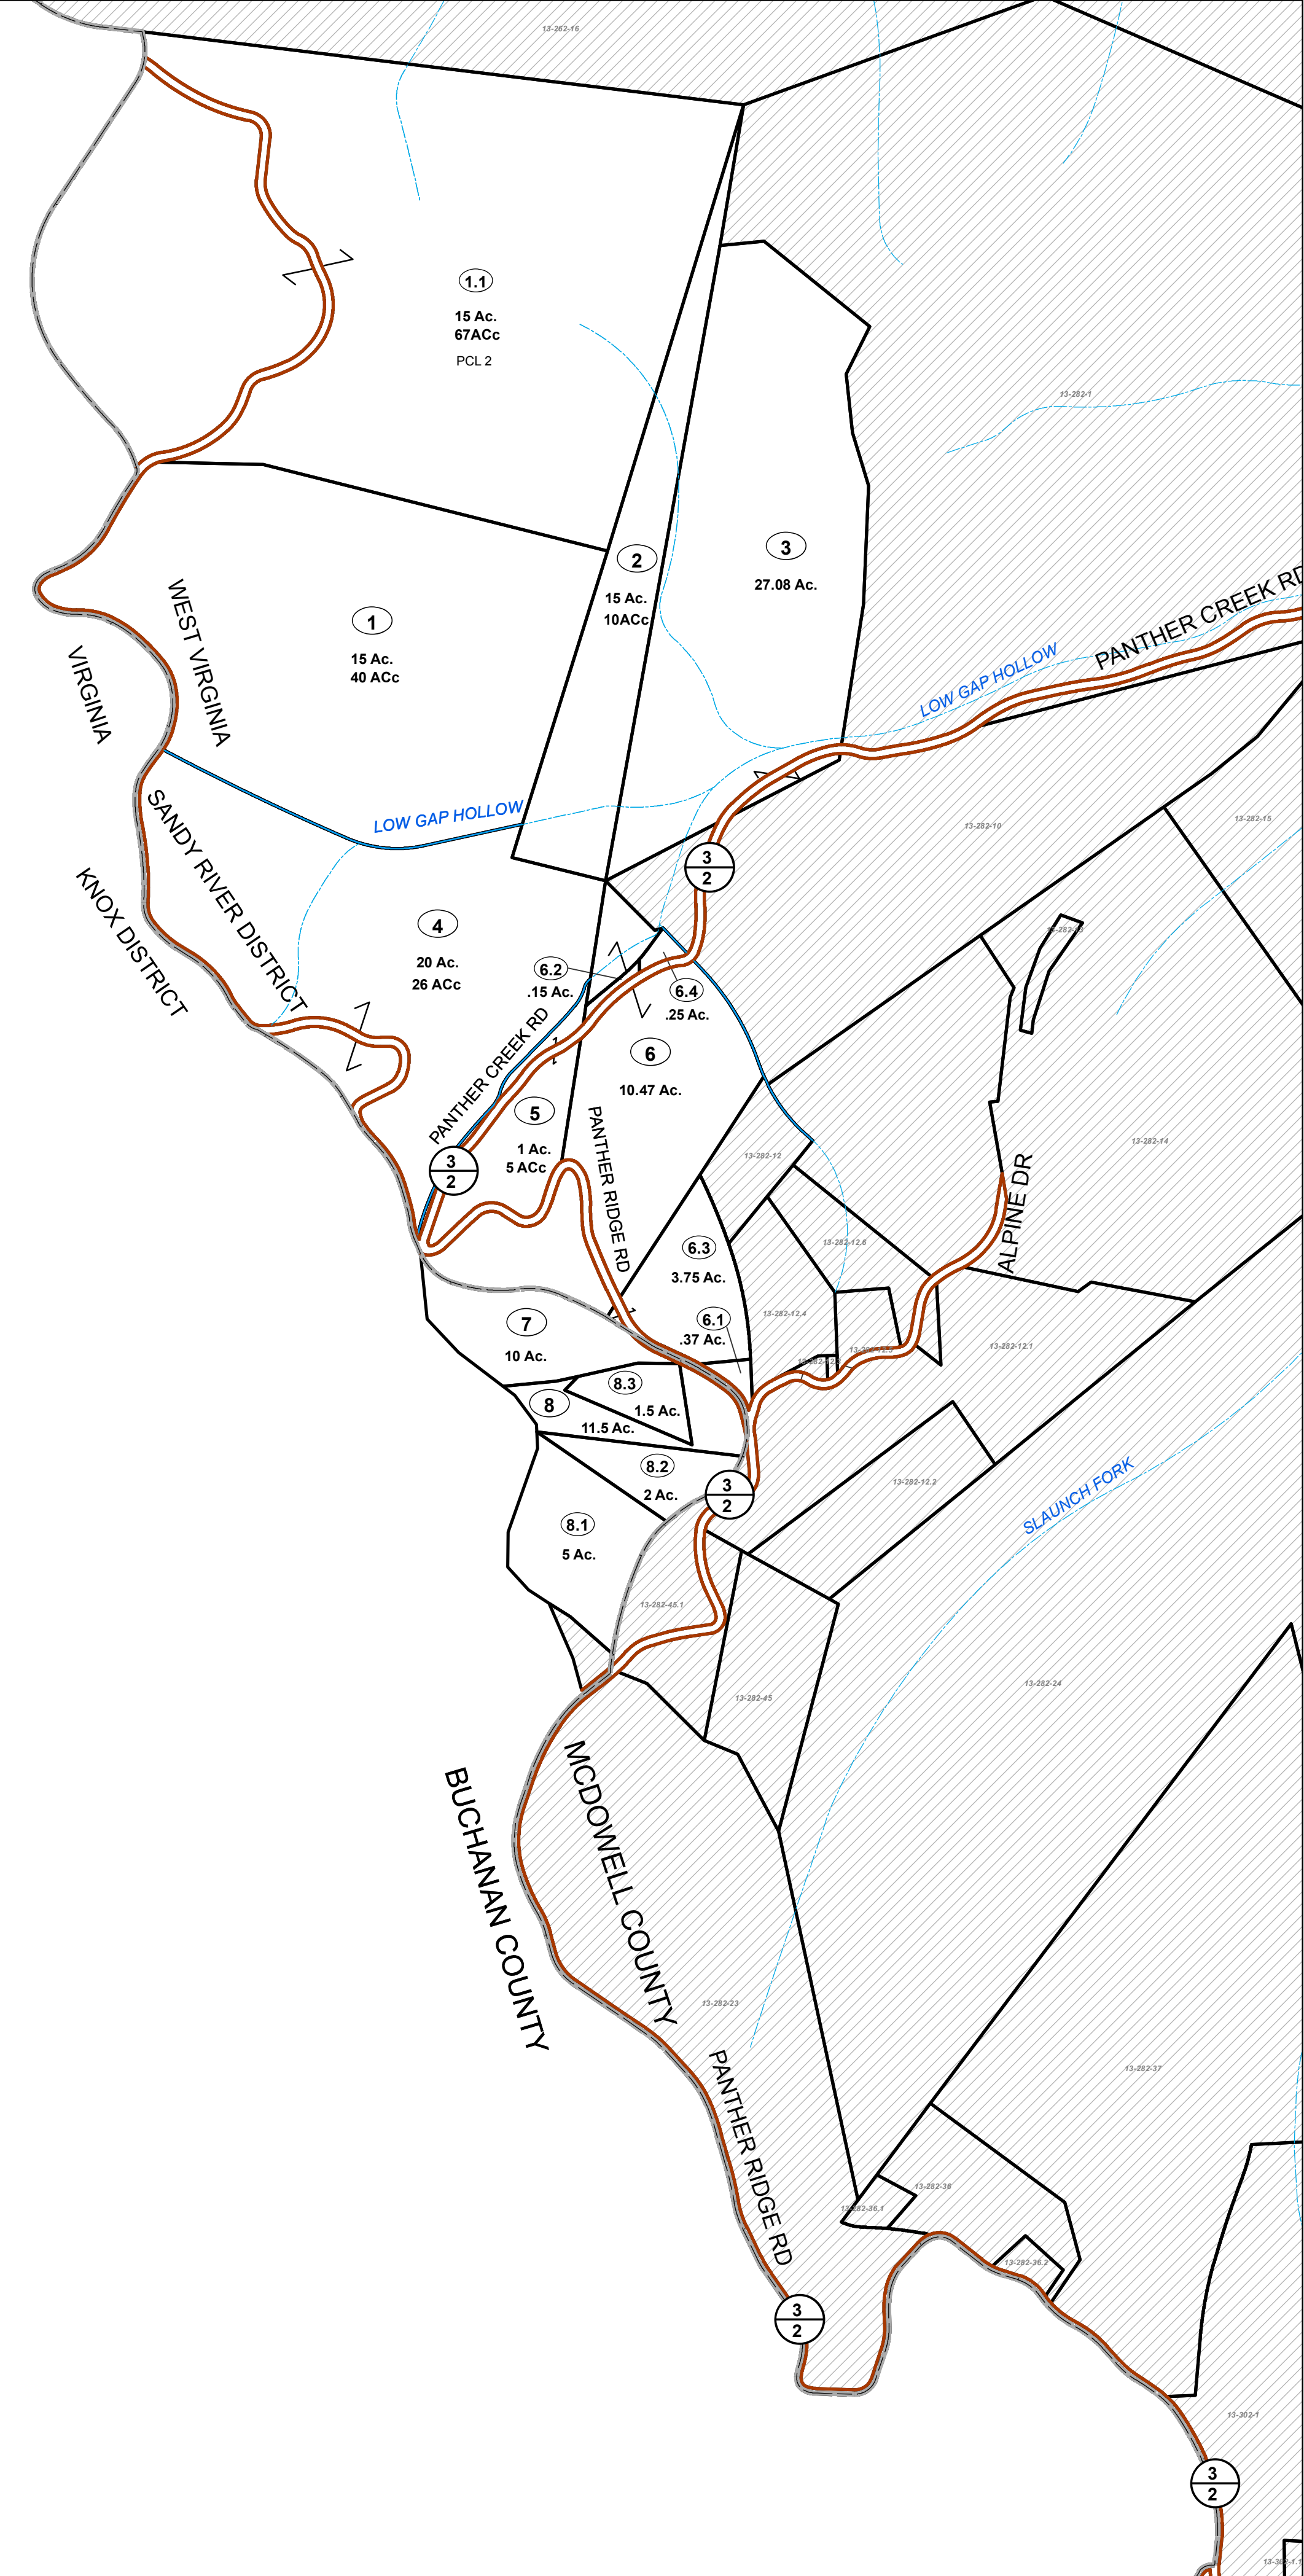 13-282-16
1.1
15 Ac.
67ACc
PCL 2
13-282-1
2
15 Ac.
10ACc
3
27.08 Ac.
PANTHER CREEK RD
LOW GAP HOLLOW
1
15 Ac.
40 ACc
WEST VIRGINIA
VIRGINIA
SANDY RIVER DISTRICT
KNOX DISTRICT
LOW GAP HOLLOW
13-282-10
13-282-15
3
2
4
20 Ac.
26 ACc
6.2
.15 Ac.
6.4
.25 Ac.
6
10.47 Ac.
PANTHER CREEK RD
5
1 Ac.
5 ACc
3
2
PANTHER RIDGE RD
13-282-12
13-282-14
ALPINE DR
6.3
3.75 Ac.
13-282-12.6
6.1
.37 Ac.
13-282-12.4
13-282-12.1
7
10 Ac.
8.3
1.5 Ac.
8
11.5 Ac.
8.2
2 Ac.
3
2
13-282-12.2
SLAUNCH FORK
8.1
5 Ac.
13-282-45.1
13-282-45
13-282-24
MCDOWELL COUNTY
BUCHANAN COUNTY
13-282-23
PANTHER RIDGE RD
13-282-37
13-282-36
13-282-36.1
13-282-36.2
3
2
13-302-1
3
2